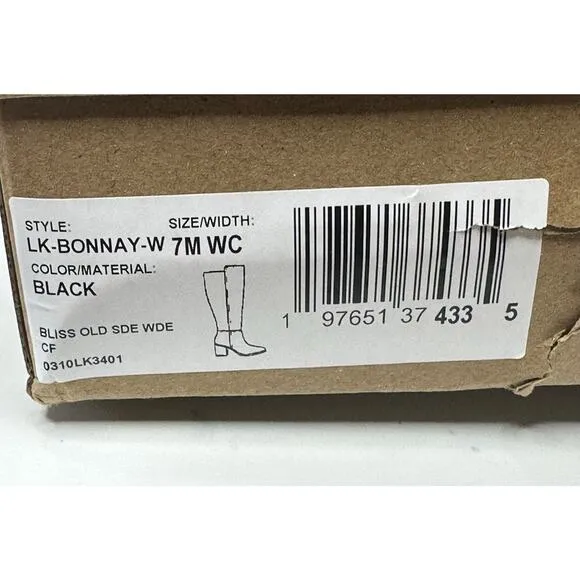 STYLE: SIZE/WIDTH:
LK-BONNAY-W 7M WC
COLOR/MATERIAL:
BLACK
BLISS OLD SDE WDE
CF
0310LK3401
1 97651 37 433 5